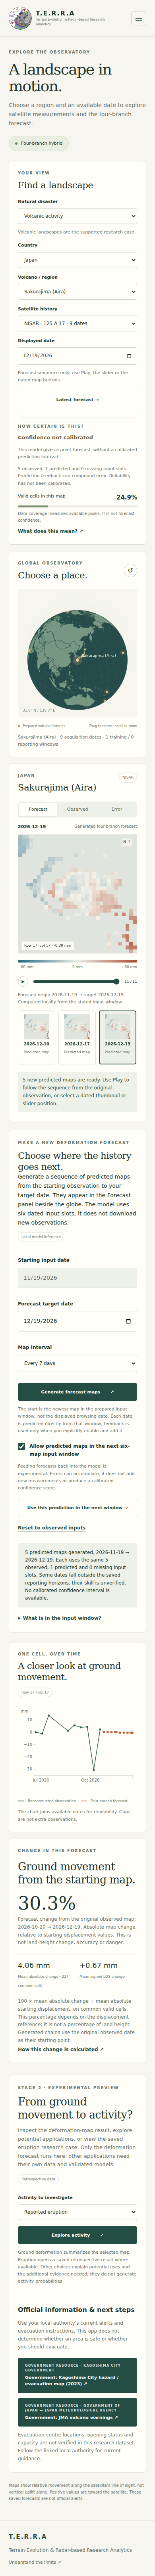 T.E.R.R.A
Terrain Evolution & Radar-based Research
Analytics
EXPLORE THE OBSERVATORY
A landscape in
motion.
Choose a region and an available date to explore
satellite measurements and the four-branch
forecast.
Four-branch hybrid
YOUR VIEW
Find a landscape
Natural disaster
Volcanic activity
Volcanic landscapes are the supported research case.
Country
Japan
Volcano / region
Sakurajima (Aira)
Satellite history
NISAR · 125 A 17 · 9 dates
Displayed date
12/19/2026
Forecast sequence only: use Play, the slider or the
dated map buttons.
Latest forecast →
HOW CERTAIN IS THIS?
Confidence not calibrated
This model gives a point forecast, without a calibrated
prediction interval.
5 observed, 1 predicted and 0 missing input slots.
Prediction feedback can compound error. Reliability
has not been calibrated.
Valid cells in this map 24.9%
Data coverage measures available pixels; it is not forecast
confidence.
What does this mean? ↗
GLOBAL OBSERVATORY
Choose a place.
↺
Sakurajima (Aira)
31.6° N / 130.7° E
Prepared volcano histories Drag to rotate · scroll to zoom
Sakurajima (Aira) · 9 acquisition dates · 1 training / 0
reporting windows
JAPAN
Sakurajima (Aira)
NISAR
Forecast Observed Error
2026-12-19 Generated four-branch forecast
N ↑
Row 17, col 17 · -0.26 mm
−60 mm 0 mm +60 mm
▶ 11 / 11
Forecast origin 2026-11-19 → target 2026-12-19.
Computed locally from the dated input window.
2026-12-10 2026-12-17 2026-12-19
Predicted map Predicted map Predicted map
5 new predicted maps are ready. Use Play to
follow the sequence from the original
observation, or select a dated thumbnail or
slider position.
MAKE A NEW DEFORMATION FORECAST
Choose where the history
goes next.
Generate a sequence of predicted maps
from the starting observation to your
target date. They appear in the Forecast
panel beside the globe. The model uses
six dated input slots; it does not download
new observations.
Local model inference
Starting input date
11/19/2026
Forecast target date
12/19/2026
Map interval
Every 7 days
Generate forecast maps ↗
The start is the newest map in the prepared input
window, not the displayed browsing date. Each date
is predicted directly from its dated inputs; feedback is
used only when you explicitly enable and add it.
Allow predicted maps in the next six-
map input window
Feeding forecasts back into the model is
experimental. Errors can accumulate; it does not add
new measurements or produce a calibrated
confidence score.
Use this prediction in the next window →
Reset to observed inputs
5 predicted maps generated, 2026-11-19 →
2026-12-19. Each uses the same 5
observed, 1 predicted and 0 missing input
slots. Some dates fall outside the saved
reporting horizons; their skill is unverified.
No calibrated confidence interval is
available.
▸ What is in the input window?
ONE CELL, OVER TIME
A closer look at ground
movement.
Row 17 / col 17
mm
10
0
−10
−20
−30
Jul 2026 Oct 2026
Reconstructed observation Four-branch forecast
The chart joins available dates for readability. Gaps
are not extra observations.
CHANGE IN THIS FORECAST
Ground movement
from the starting map.
30.3%
Forecast change from the original observed map:
2026-10-20 → 2026-12-19. Absolute map change
relative to starting displacement values. This is
not land-height change, accuracy or danger.
4.06 mm +0.67 mm
Mean absolute change · 224 Mean signed LOS change
common cells
100 × mean absolute change ÷ mean absolute
starting displacement, on common valid cells.
This percentage depends on the displacement
reference; it is not a percentage of land height.
Generated chains use the original observed date
as their starting point.
How this change is calculated ↗
STAGE 2 · EXPERIMENTAL PREVIEW
From ground
movement to activity?
Inspect the deformation-map result, explore
potential applications, or view the saved
eruption research case. Only the deformation
forecast runs here; other applications need
their own data and validated models.
Retrospective data
Activity to investigate
Reported eruption
Explore activity ↗
Ground deformation summarizes the selected map.
Eruption opens a saved retrospective result where
available. Other choices explain potential uses and
the additional evidence needed; they do not generate
activity probabilities.
Official information & next steps
Use your local authority's current alerts and
evacuation instructions. This app does not
determine whether an area is safe or whether
you should evacuate.
GOVERNMENT RESOURCE · KAGOSHIMA CITY
GOVERNMENT
Government: Kagoshima City hazard /
evacuation map (2023) ↗
GOVERNMENT RESOURCE · GOVERNMENT OF
JAPAN — JAPAN METEOROLOGICAL AGENCY
Government: JMA volcano warnings ↗
Evacuation-centre locations, opening status and
capacity are not verified in this research dataset.
Follow the linked local authority for current
guidance.
Maps show relative movement along the satellite's line of sight, not
vertical uplift alone. Positive values are toward the satellite. These
saved forecasts are not official alerts.
T.E.R.R.A
Terrain Evolution & Radar-based Research Analytics
Understand the limits ↗